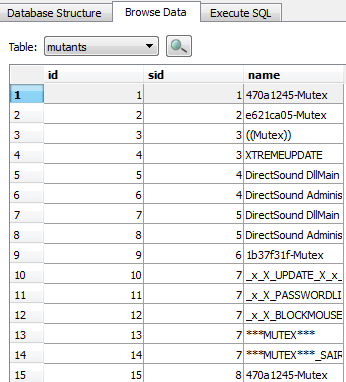 Database Structure Browse Data Execute SQL
Table: mutants
id sid name
1 1 1 470a1245-Mutex
2 2 2 e621ca05-Mutex
3 3 3 ((Mutex))
4 4 3 XTREMEUPDATE
5 5 4 DirectSound DllMain
6 6 4 DirectSound Adminis
7 7 5 DirectSound DllMain
8 8 5 DirectSound Adminis
9 9 6 1b37f31f-Mutex
10 10 7 _x_X_UPDATE_X_x_
11 11 7 _x_X_PASSWORDLI
12 12 7 _x_X_BLOCKMOUSE
13 13 7 ***MUTEX***
14 14 7 ***MUTEX***_SAIR
15 15 8 470a1245-Mutex